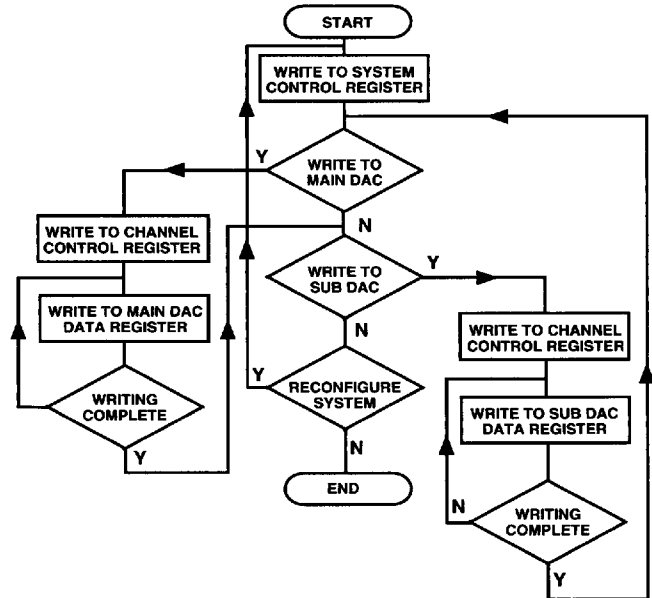 START
WRITE TO SYSTEM
CONTROL REGISTER
Y
WRITE TO
MAIN DAC
N
WRITE TO CHANNEL
CONTROL REGISTER
WRITE TO
SUB DAC
Y
WRITE TO MAIN DAC
DATA REGISTER
N
WRITE TO CHANNEL
CONTROL REGISTER
Y
RECONFIGURE
SYSTEM
WRITING
COMPLETE
WRITE TO SUB DAC
DATA REGISTER
Y
N
END
N
WRITING
COMPLETE
Y